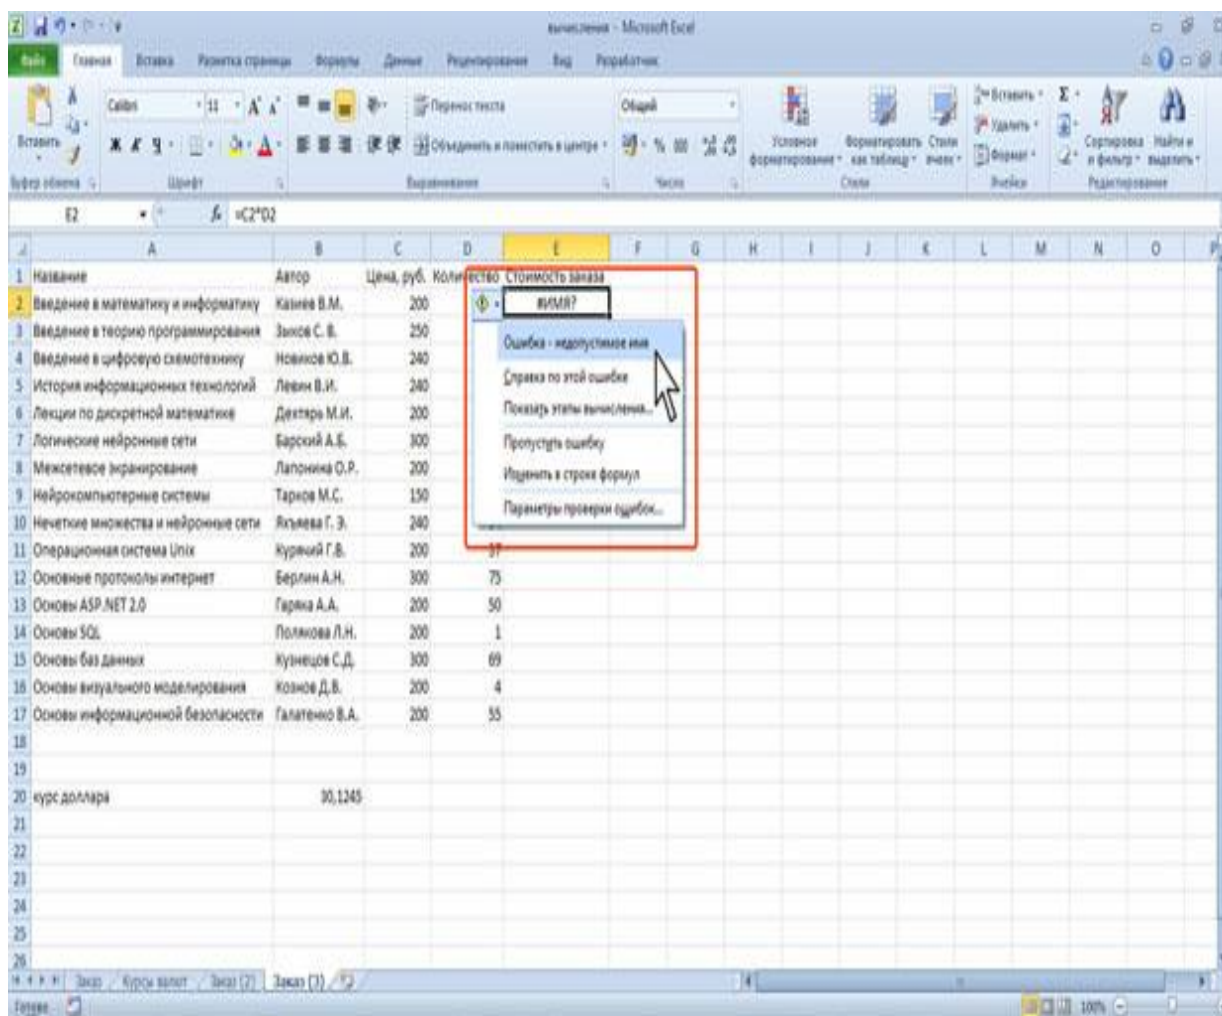 вычисления - Microsoft Excel
Файл Главная Вставка Разметка страницы Формулы Данные Рецензирование Вид Разработчик
Вставить
Calibri 11
Ж К Ч
Перенос текста
Объединить и поместить в центре
Общий
% 000
Условное форматирование
Форматировать как таблицу
Стили ячеек
Вставить
Удалить
Формат
Сортировка и фильтр
Найти и выделить
Буфер обмена Шрифт Выравнивание Число Стили Ячейки Редактирование
E2 fx =C2*D2
A B C D E F G H I J K L M N O P
1 Название Автор Цена, руб. Количество Стоимость заказа
2 Введение в математику и информатику Казиев В.М. 200 #ИМЯ?
3 Введение в теорию программирования Зыков С. В. 250
4 Введение в цифровую схемотехнику Новиков Ю.В. 240
5 История информационных технологий Левин В.И. 240
6 Лекции по дискретной математике Дехтярь М.И. 200
7 Логические нейронные сети Барский А.Б. 300
8 Межсетевое экранирование Лапонина О.Р. 200
9 Нейрокомпьютерные системы Тарков М.С. 150
10 Нечеткие множества и нейронные сети Яхъяева Г. Э. 240
11 Операционная система Unix Курячий Г.В. 200 37
12 Основные протоколы интернет Берлин А.Н. 300 75
13 Основы ASP.NET 2.0 Гаряка А.А. 200 50
14 Основы SQL Полякова Л.Н. 200 1
15 Основы баз данных Кузнецов С.Д. 300 69
16 Основы визуального моделирования Кознов Д.В. 200 4
17 Основы информационной безопасности Галатенко В.А. 200 55
18
19
20 курс доллара 30,1245
21
22
23
24
25
26
Ошибка - недопустимое имя
Справка по этой ошибке
Показать этапы вычисления...
Пропустить ошибку
Изменить в строке формул
Параметры проверки ошибок...
Заказ Курсы валют Заказ (2) Заказ (3)
Готово 100%